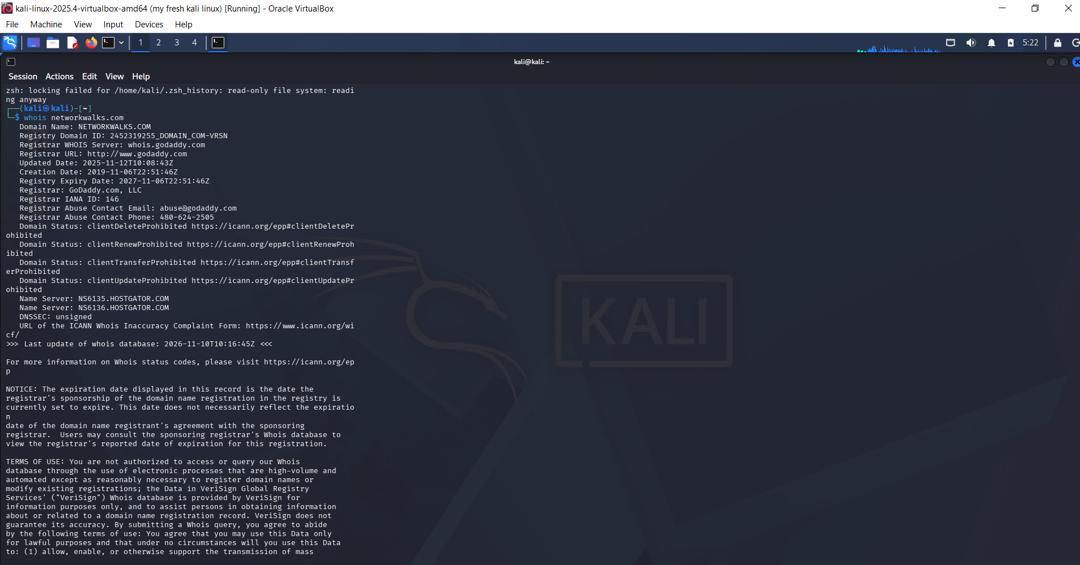 kali-linux-2025.4-virtualbox-amd64 (my fresh kali linux) [Running] - Oracle VirtualBox
File Machine View Input Devices Help
1 2 3 4 5:22
kali@kali: ~
Session Actions Edit View Help
zsh: locking failed for /home/kali/.zsh_history: read-only file system: readi
ng anyway
┌──(kali㉿kali)-[~]
└─$ whois networkwalks.com
Domain Name: NETWORKWALKS.COM
Registry Domain ID: 2452319255_DOMAIN_COM-VRSN
Registrar WHOIS Server: whois.godaddy.com
Registrar URL: http://www.godaddy.com
Updated Date: 2025-11-12T10:08:43Z
Creation Date: 2019-11-06T22:51:46Z
Registry Expiry Date: 2027-11-06T22:51:46Z
Registrar: GoDaddy.com, LLC
Registrar IANA ID: 146
Registrar Abuse Contact Email: abuse@godaddy.com
Registrar Abuse Contact Phone: 480-624-2505
Domain Status: clientDeleteProhibited https://icann.org/epp#clientDeletePr
ohibited
Domain Status: clientRenewProhibited https://icann.org/epp#clientRenewProh
ibited
Domain Status: clientTransferProhibited https://icann.org/epp#clientTransf
erProhibited
Domain Status: clientUpdateProhibited https://icann.org/epp#clientUpdatePr
ohibited
Name Server: NS6135.HOSTGATOR.COM
Name Server: NS6136.HOSTGATOR.COM
DNSSEC: unsigned
URL of the ICANN Whois Inaccuracy Complaint Form: https://www.icann.org/wi
cf/
>>> Last update of whois database: 2026-11-10T10:16:45Z <<<
For more information on Whois status codes, please visit https://icann.org/ep
p
NOTICE: The expiration date displayed in this record is the date the
registrar's sponsorship of the domain name registration in the registry is
currently set to expire. This date does not necessarily reflect the expiratio
n
date of the domain name registrant's agreement with the sponsoring
registrar. Users may consult the sponsoring registrar's Whois database to
view the registrar's reported date of expiration for this registration.
TERMS OF USE: You are not authorized to access or query our Whois
database through the use of electronic processes that are high-volume and
automated except as reasonably necessary to register domain names or
modify existing registrations; the Data in VeriSign Global Registry
Services' ("VeriSign") Whois database is provided by VeriSign for
information purposes only, and to assist persons in obtaining information
about or related to a domain name registration record. VeriSign does not
guarantee its accuracy. By submitting a Whois query, you agree to abide
by the following terms of use: You agree that you may use this Data only
for lawful purposes and that under no circumstances will you use this Data
to: (1) allow, enable, or otherwise support the transmission of mass
KALI